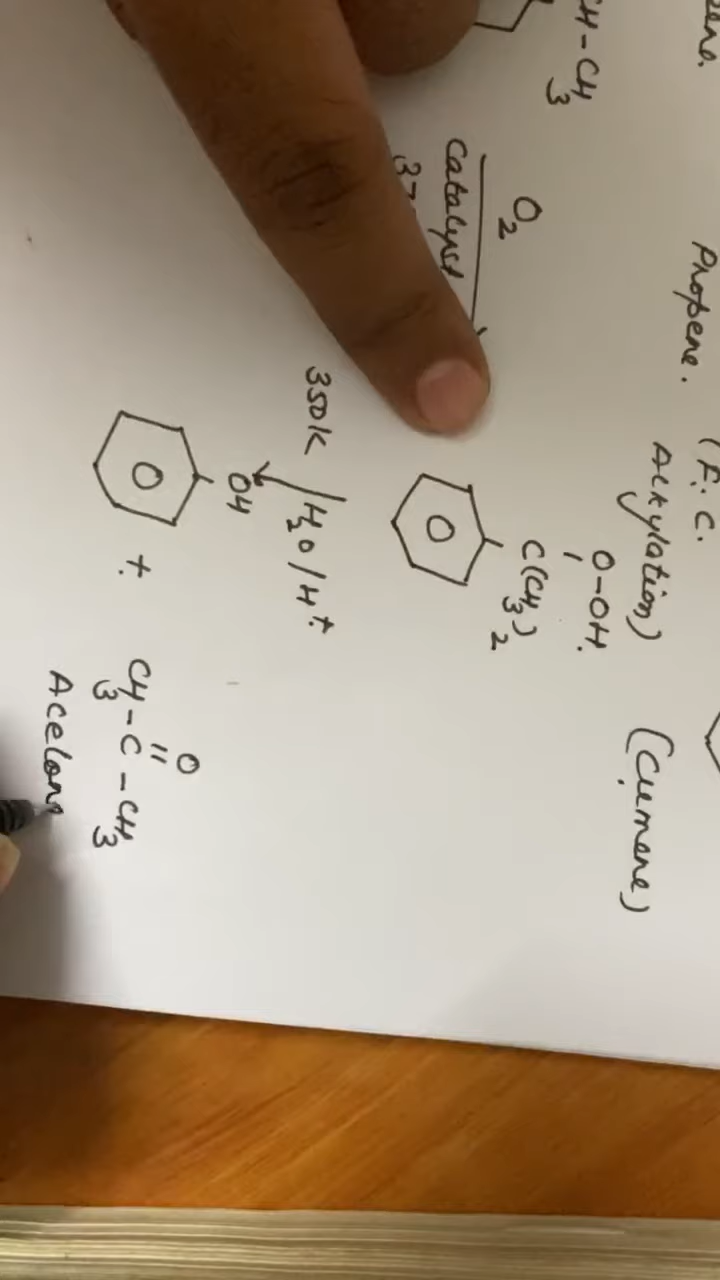 Propene. (F.C. Alkylation) (Cumene)
CH-CH3
O2
Catalyst
O-OH.
C(CH3)2
350K / H2O / H+
OH
+
O
CH3-C-CH3
Acetone